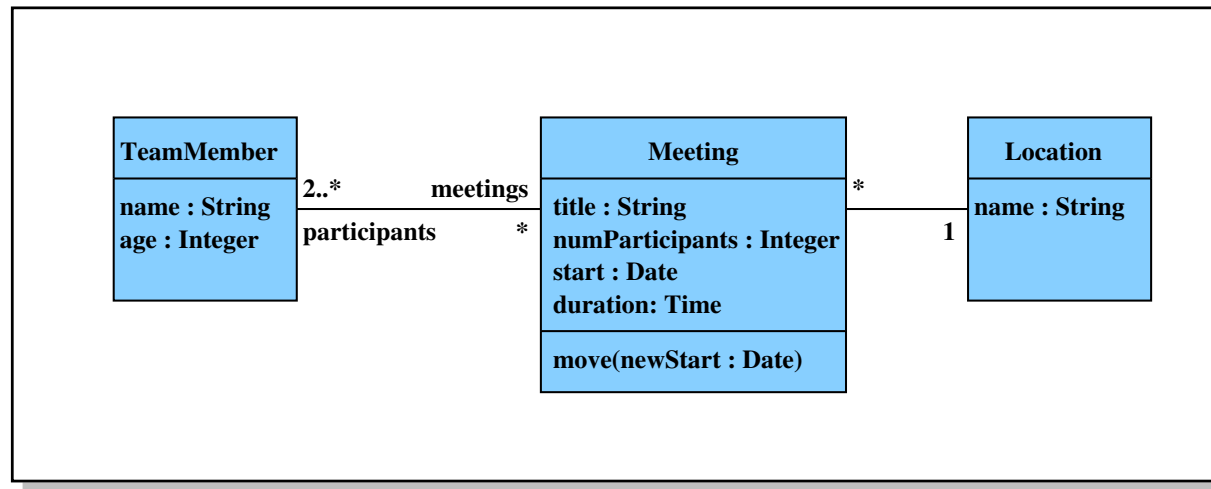 TeamMember
name : String
age : Integer
2..*
participants
meetings
*
Meeting
title : String
numParticipants : Integer
start : Date
duration: Time
move(newStart : Date)
*
1
Location
name : String